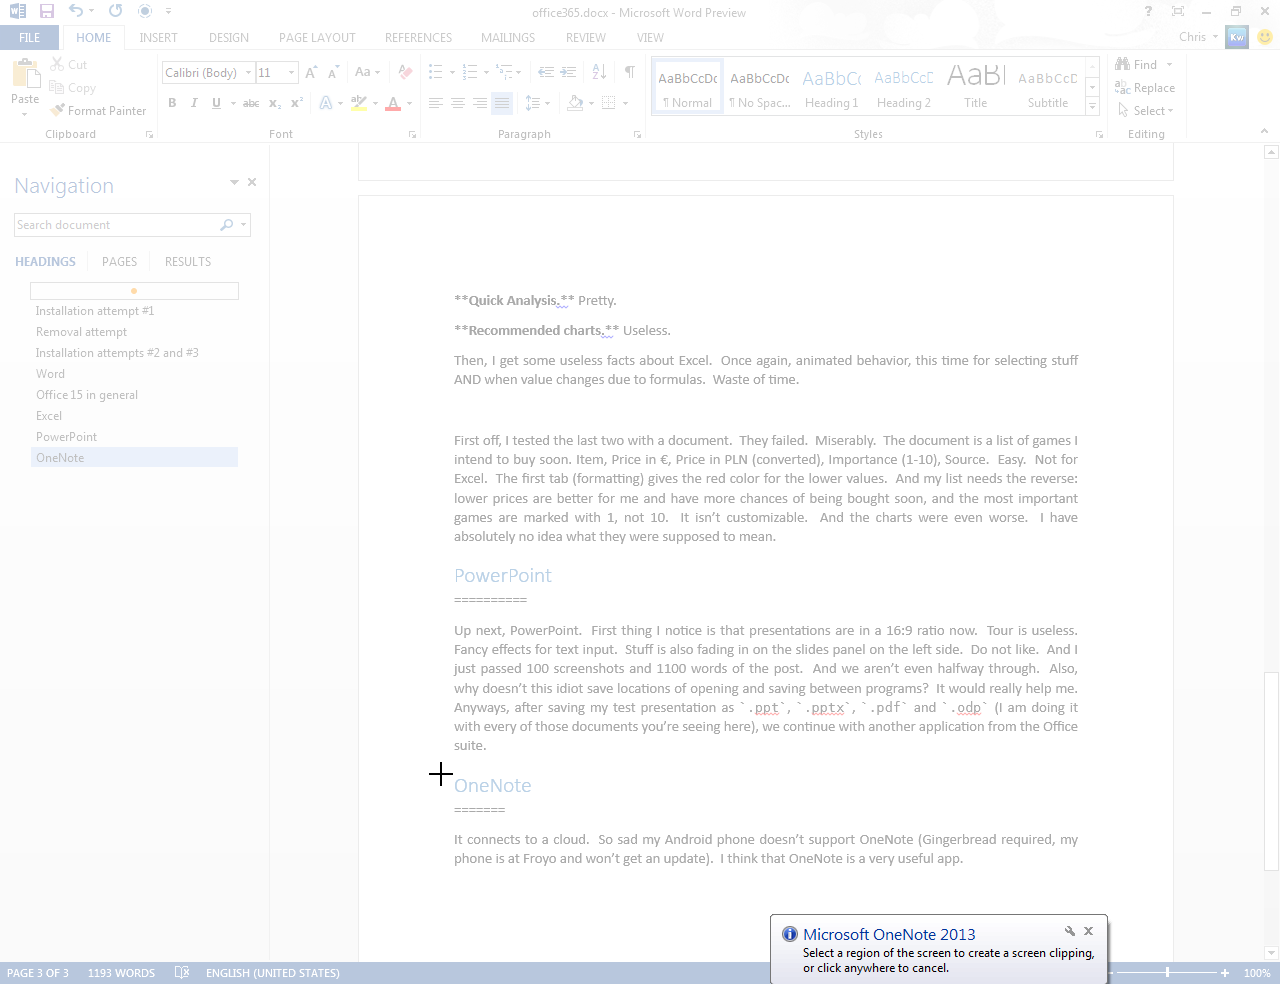 office365.docx - Microsoft Word Preview
FILE HOME INSERT DESIGN PAGE LAYOUT REFERENCES MAILINGS REVIEW VIEW
Chris
Kw
Paste
Cut
Copy
Format Painter
Clipboard
Calibri (Body) 11
Font
Paragraph
AaBbCcDc
¶ Normal
AaBbCcDc
¶ No Spac...
AaBbCc
Heading 1
AaBbCcD
Heading 2
AaB
Title
AaBbCcD
Subtitle
Styles
Find
Replace
Select
Editing
Navigation
Search document
HEADINGS PAGES RESULTS
Installation attempt #1
Removal attempt
Installation attempts #2 and #3
Word
Office 15 in general
Excel
PowerPoint
OneNote
**Quick Analysis.** Pretty.
**Recommended charts.** Useless.
Then, I get some useless facts about Excel.  Once again, animated behavior, this time for selecting stuff
AND when value changes due to formulas.  Waste of time.
First off, I tested the last two with a document.  They failed.  Miserably.  The document is a list of games I
intend to buy soon. Item, Price in €, Price in PLN (converted), Importance (1-10), Source.  Easy.  Not for
Excel.  The first tab (formatting) gives the red color for the lower values.  And my list needs the reverse:
lower prices are better for me and have more chances of being bought soon, and the most important
games are marked with 1, not 10.  It isn't customizable.  And the charts were even worse.  I have
absolutely no idea what they were supposed to mean.
PowerPoint
==========
Up next, PowerPoint.  First thing I notice is that presentations are in a 16:9 ratio now.  Tour is useless.
Fancy effects for text input.  Stuff is also fading in on the slides panel on the left side.  Do not like.  And I
just passed 100 screenshots and 1100 words of the post.  And we aren't even halfway through.  Also,
why doesn't this idiot save locations of opening and saving between programs?  It would really help me.
Anyways, after saving my test presentation as `.ppt`, `.pptx`, `.pdf` and `.odp` (I am doing it
with every of those documents you're seeing here), we continue with another application from the Office
suite.
OneNote
=======
It connects to a cloud.  So sad my Android phone doesn't support OneNote (Gingerbread required, my
phone is at Froyo and won't get an update).  I think that OneNote is a very useful app.
Microsoft OneNote 2013
Select a region of the screen to create a screen clipping,
or click anywhere to cancel.
PAGE 3 OF 3 1193 WORDS ENGLISH (UNITED STATES) 100%